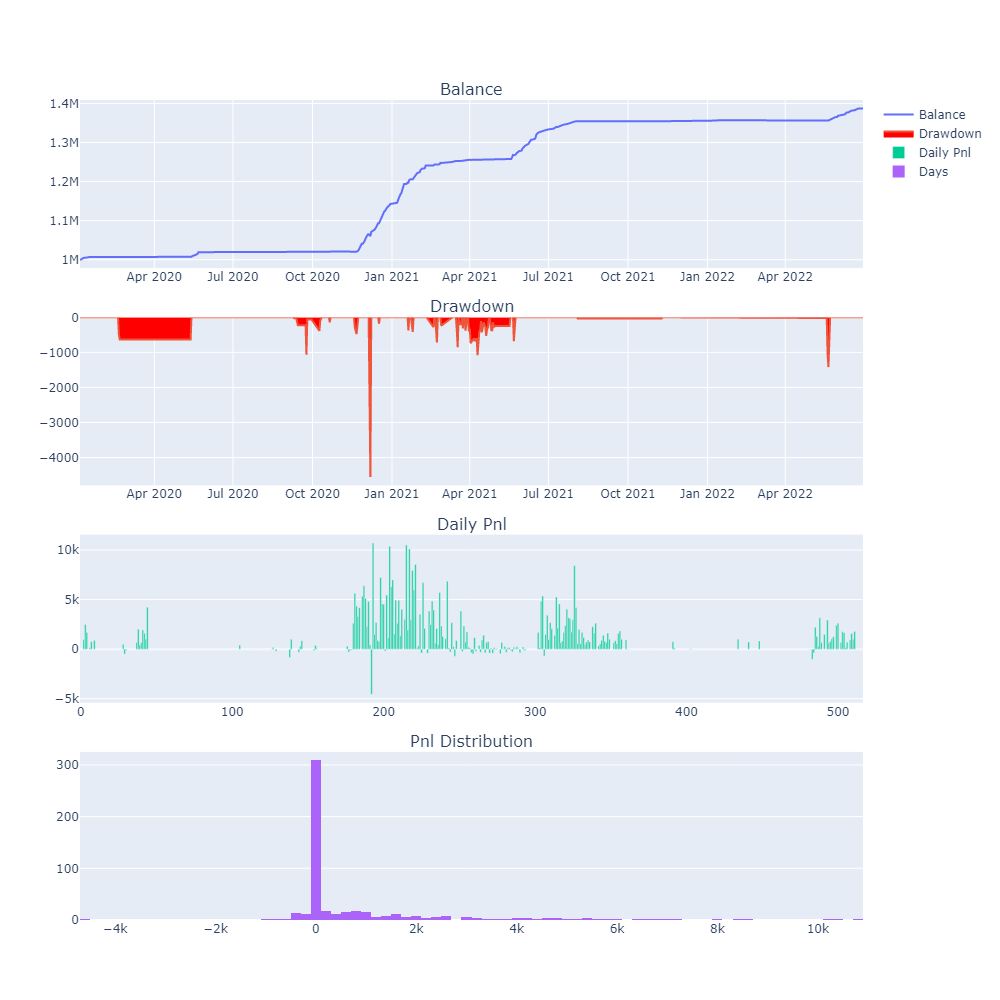 Balance
1.4M
1.3M
1.2M
1.1M
1M
Apr 2020 Jul 2020 Oct 2020 Jan 2021 Apr 2021 Jul 2021 Oct 2021 Jan 2022 Apr 2022
Balance
Drawdown
Daily Pnl
Days
Drawdown
0
−1000
−2000
−3000
−4000
Apr 2020 Jul 2020 Oct 2020 Jan 2021 Apr 2021 Jul 2021 Oct 2021 Jan 2022 Apr 2022
Daily Pnl
10k
5k
0
−5k
0 100 200 300 400 500
Pnl Distribution
300
200
100
0
−4k −2k 0 2k 4k 6k 8k 10k